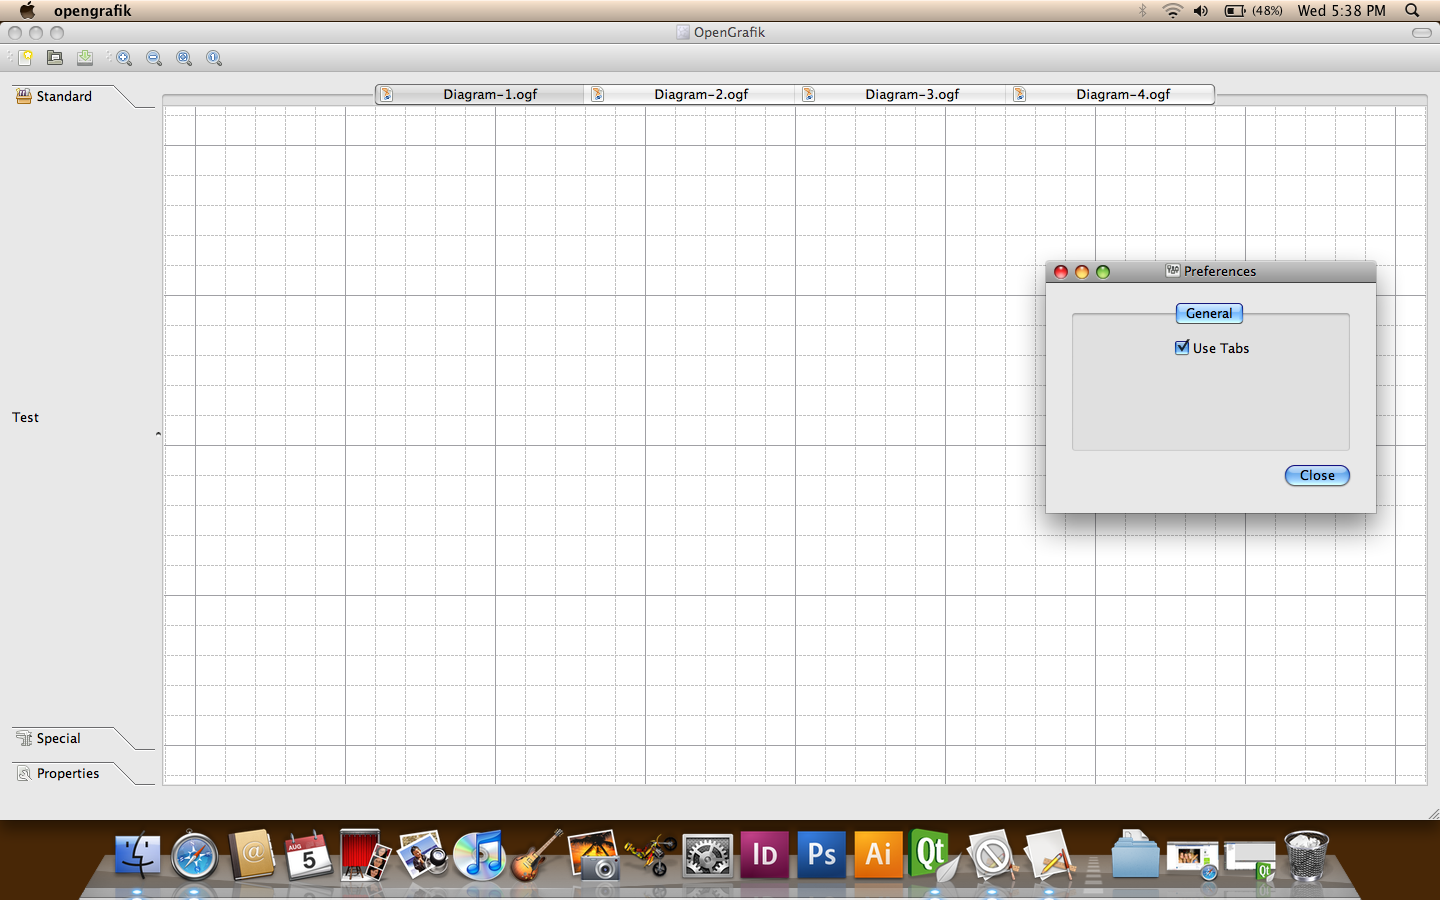 opengrafik
(48%) Wed 5:38 PM
OpenGrafik
Standard
Diagram-1.ogf
Diagram-2.ogf
Diagram-3.ogf
Diagram-4.ogf
Preferences
General
Use Tabs
Test
Close
Special
Properties
@
AUG
5
Id
Ps
Ai
Qt
Qt